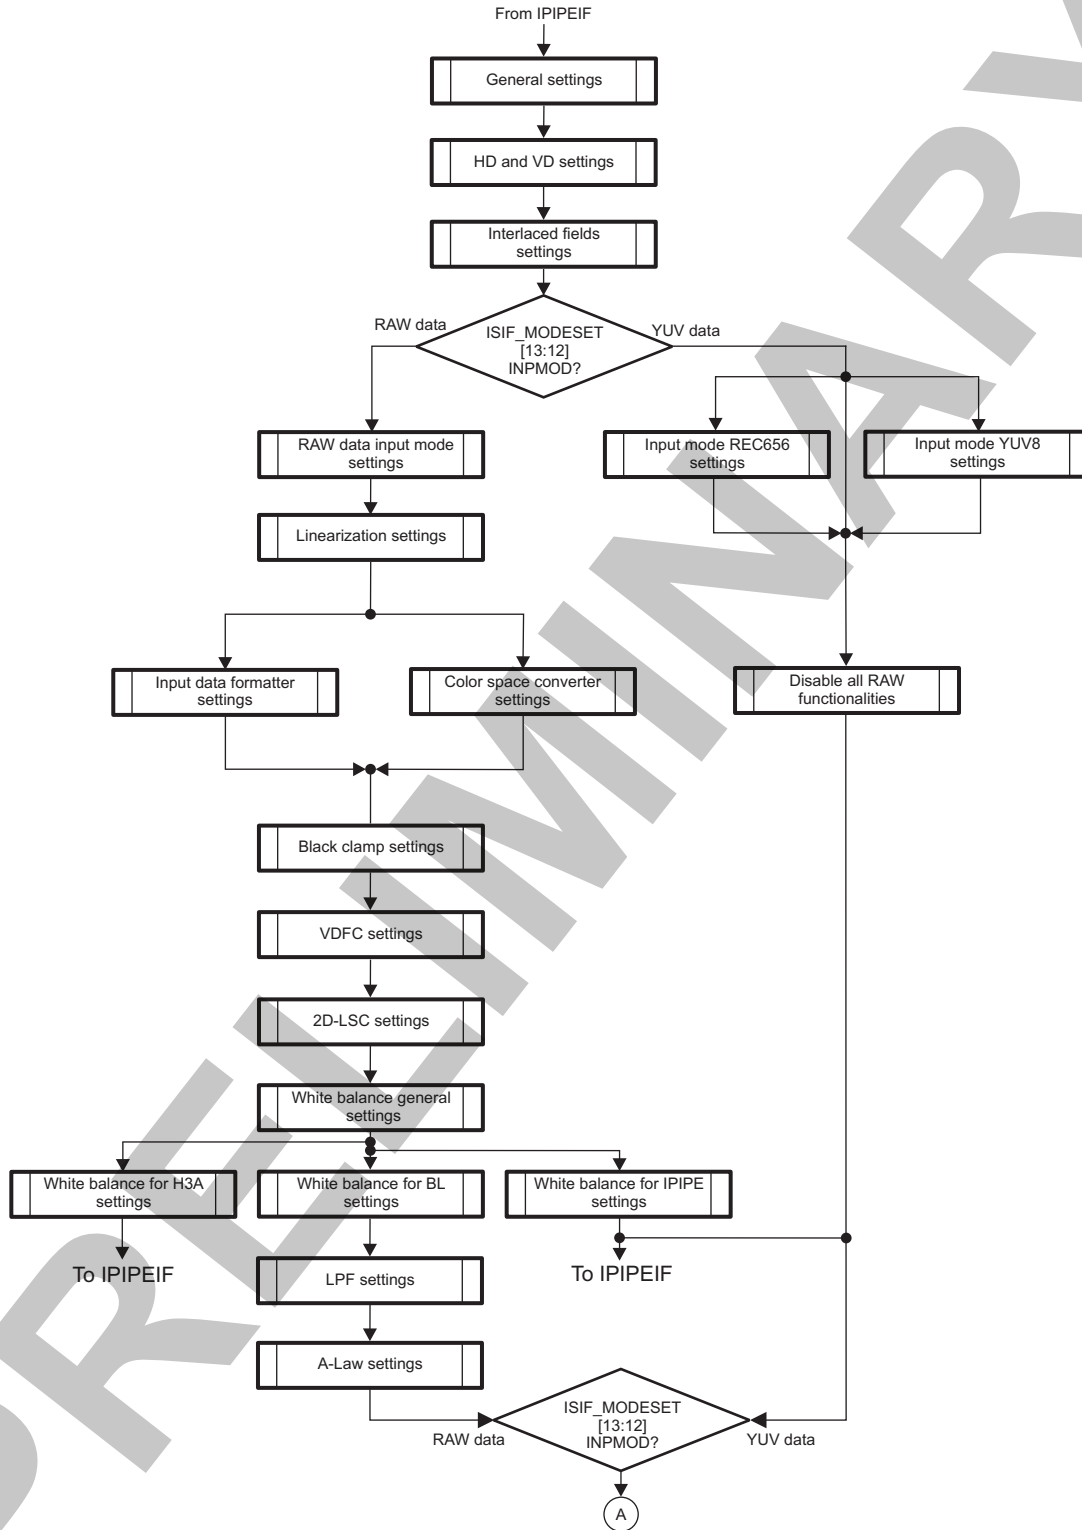 From IPIPEIF
General settings
HD and VD settings
Interlaced fields
settings
RAW data
ISIF_MODESET
[13:12]
INPMOD?
YUV data
RAW data input mode
settings
Input mode REC656
settings
Input mode YUV8
settings
Linearization settings
Input data formatter
settings
Color space converter
settings
Disable all RAW
functionalities
Black clamp settings
VDFC settings
2D-LSC settings
White balance general
settings
White balance for H3A
settings
White balance for BL
settings
White balance for IPIPE
settings
To IPIPEIF
To IPIPEIF
LPF settings
A-Law settings
ISIF_MODESET
[13:12]
INPMOD?
RAW data
YUV data
A
PRELIMINARY